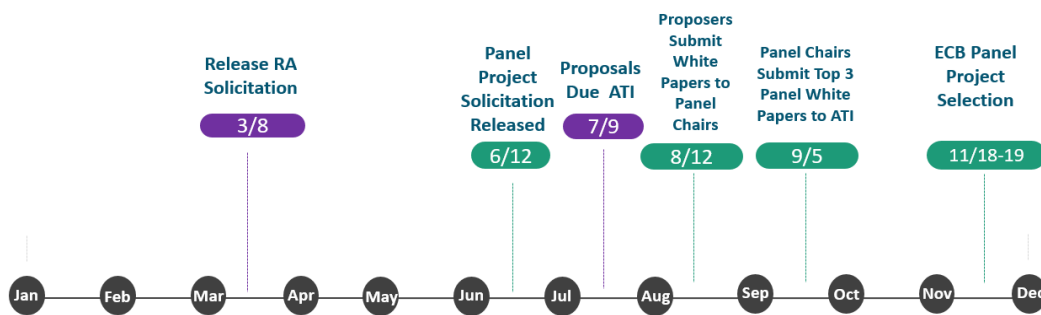 Release RA
Solicitation
3/8
Panel
Project
Solicitation
Released
6/12
Proposals
Due ATI
7/9
Proposers
Submit
White
Papers to
Panel
Chairs
8/12
Panel Chairs
Submit Top 3
Panel White
Papers to ATI
9/5
ECB Panel
Project
Selection
11/18-19
Jan
Feb
Mar
Apr
May
Jun
Jul
Aug
Sep
Oct
Nov
Dec